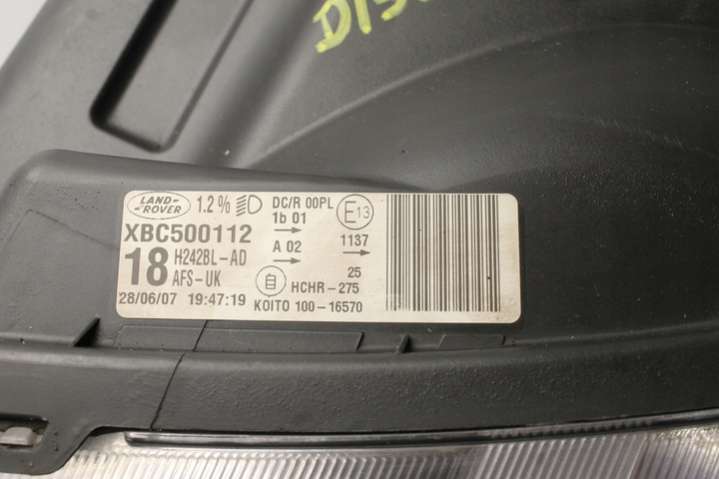 LAND-
-ROVER
1.2 %
DC/R 00PL
1b 01
E13
XBC500112
A 02
1137
18
H242BL-AD
AFS-UK
25
HCHR-275
28/06/07 19:47:19
KOITO 100-16570